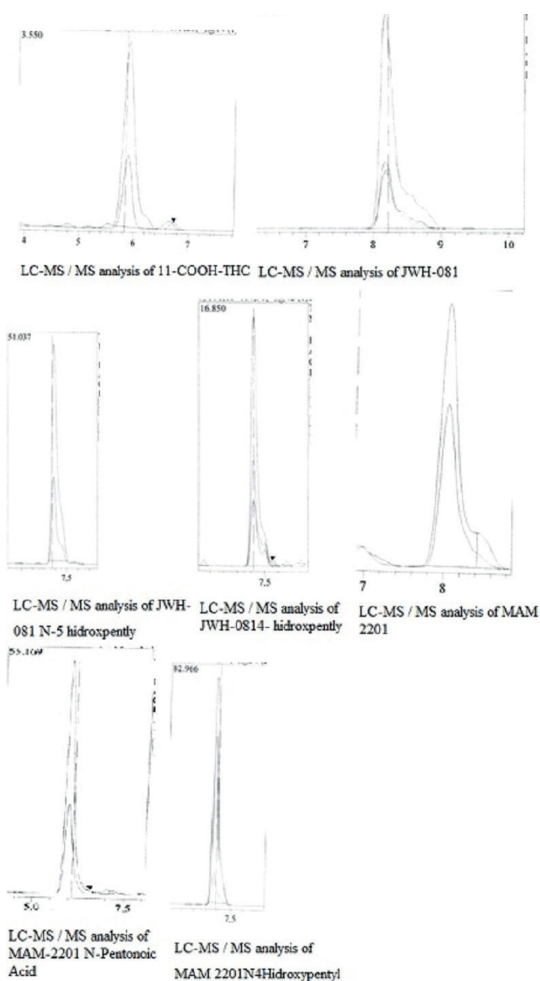 3.550
4 5 6 7
7 8 9 10
LC-MS / MS analysis of 11-COOH-THC LC-MS / MS analysis of JWH-081
51.037
16.850
7.5
7.5
7 8
LC-MS / MS analysis of JWH-
081 N-5 hidroxpently
LC-MS / MS analysis of
JWH-0814- hidroxpently
LC-MS / MS analysis of MAM
2201
82.966
5.0 7.5
7.5
LC-MS / MS analysis of
MAM-2201 N-Pentonoic
Acid
LC-MS / MS analysis of
MAM 2201N4Hidroxypentyl